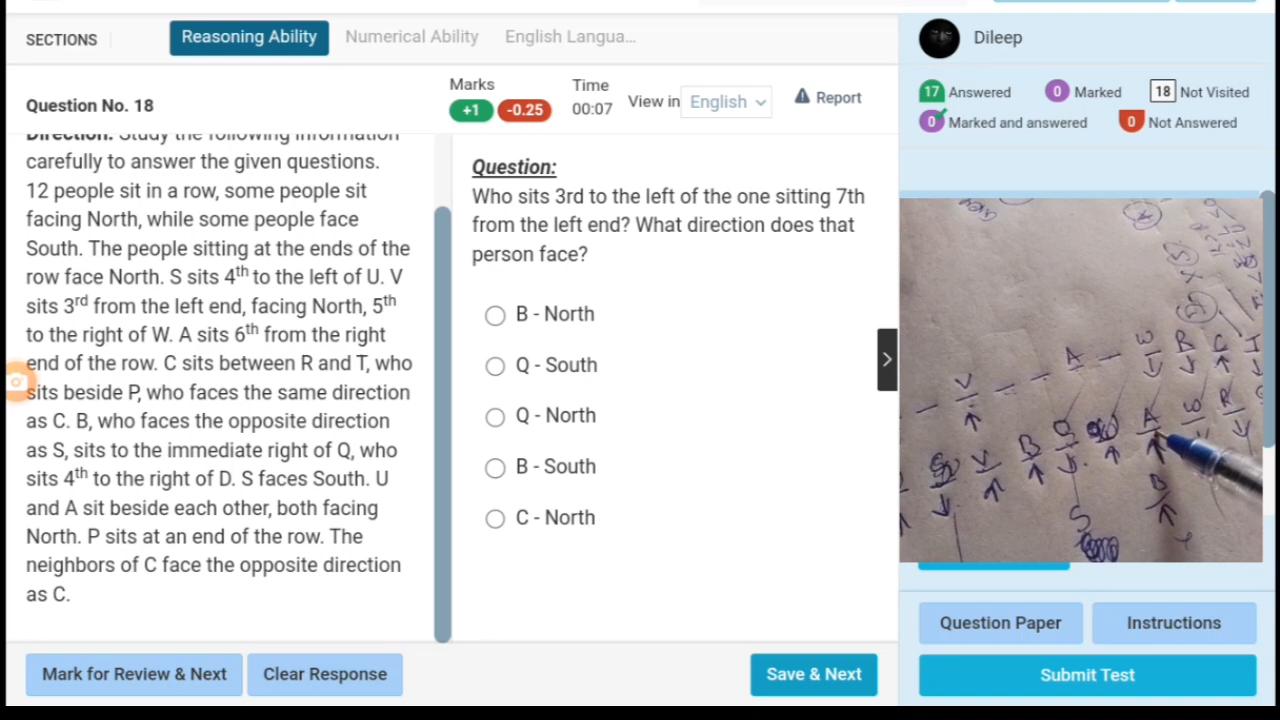 SECTIONS
Reasoning Ability
Numerical Ability
English Langua...
Dileep
Question No. 18
Marks
+1 -0.25
Time
00:07
View in English
Report
17 Answered
0 Marked
18 Not Visited
0 Marked and answered
0 Not Answered
Direction: Study the following information
carefully to answer the given questions.
12 people sit in a row, some people sit
facing North, while some people face
South. The people sitting at the ends of the
row face North. S sits 4th to the left of U. V
sits 3rd from the left end, facing North, 5th
to the right of W. A sits 6th from the right
end of the row. C sits between R and T, who
sits beside P, who faces the same direction
as C. B, who faces the opposite direction
as S, sits to the immediate right of Q, who
sits 4th to the right of D. S faces South. U
and A sit beside each other, both facing
North. P sits at an end of the row. The
neighbors of C face the opposite direction
as C.
Question:
Who sits 3rd to the left of the one sitting 7th
from the left end? What direction does that
person face?
B - North
Q - South
Q - North
B - South
C - North
V
A
W
R
C
T
V
B
Q
A
W
R
D
S
Mark for Review & Next
Clear Response
Save & Next
Question Paper
Instructions
Submit Test